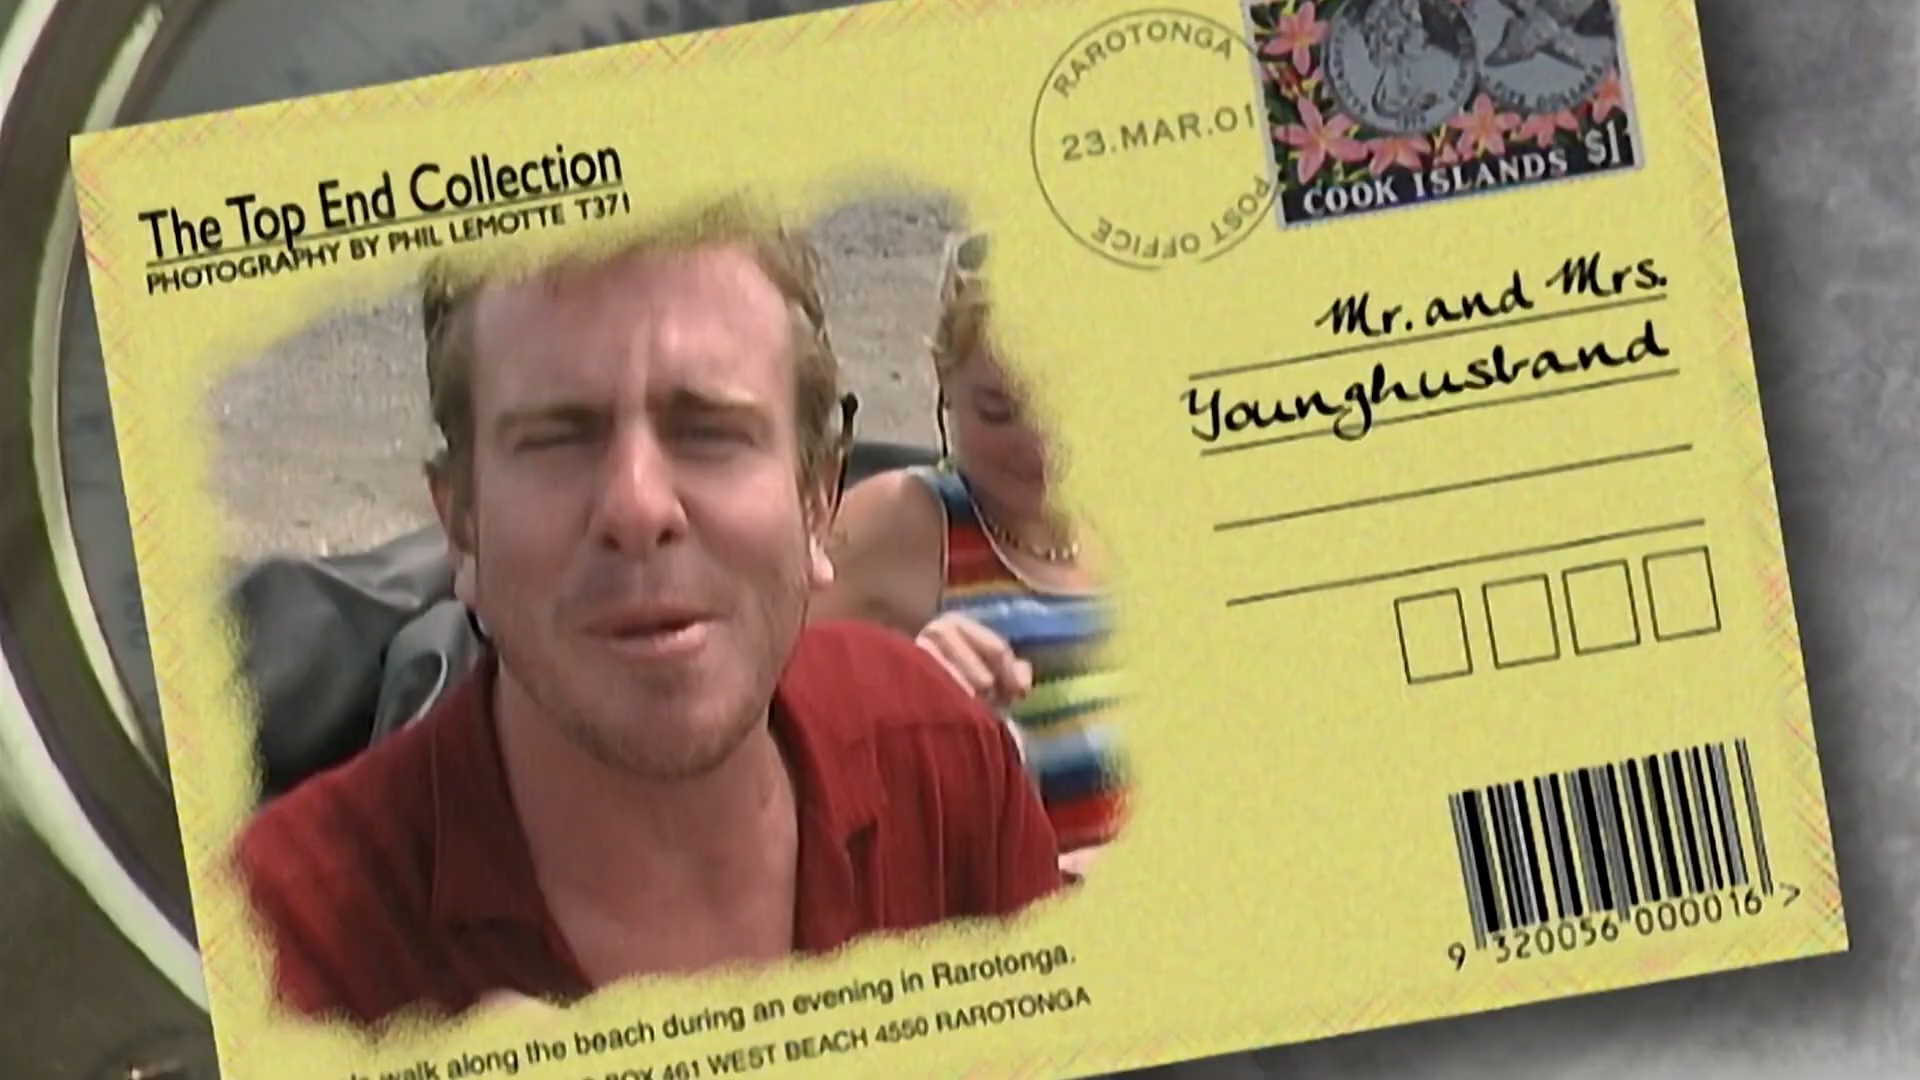 The Top End Collection
PHOTOGRAPHY BY PHIL LEMOTTE T371
RAROTONGA
23.MAR.01
POST OFFICE
COOK ISLANDS $1
Mr. and Mrs.
Younghusband
9 320056 000016 >
walk along the beach during an evening in Rarotonga.
BOX 461 WEST BEACH 4550 RAROTONGA